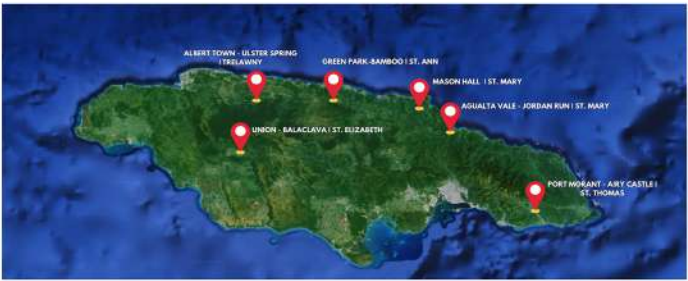 ALBERT TOWN - ULSTER SPRING
| TRELAWNY
GREEN PARK-BAMBOO | ST. ANN
MASON HALL | ST. MARY
AGUALTA VALE - JORDAN RUN | ST. MARY
UNION - BALACLAVA | ST. ELIZABETH
PORT MORANT - AIRY CASTLE |
ST. THOMAS